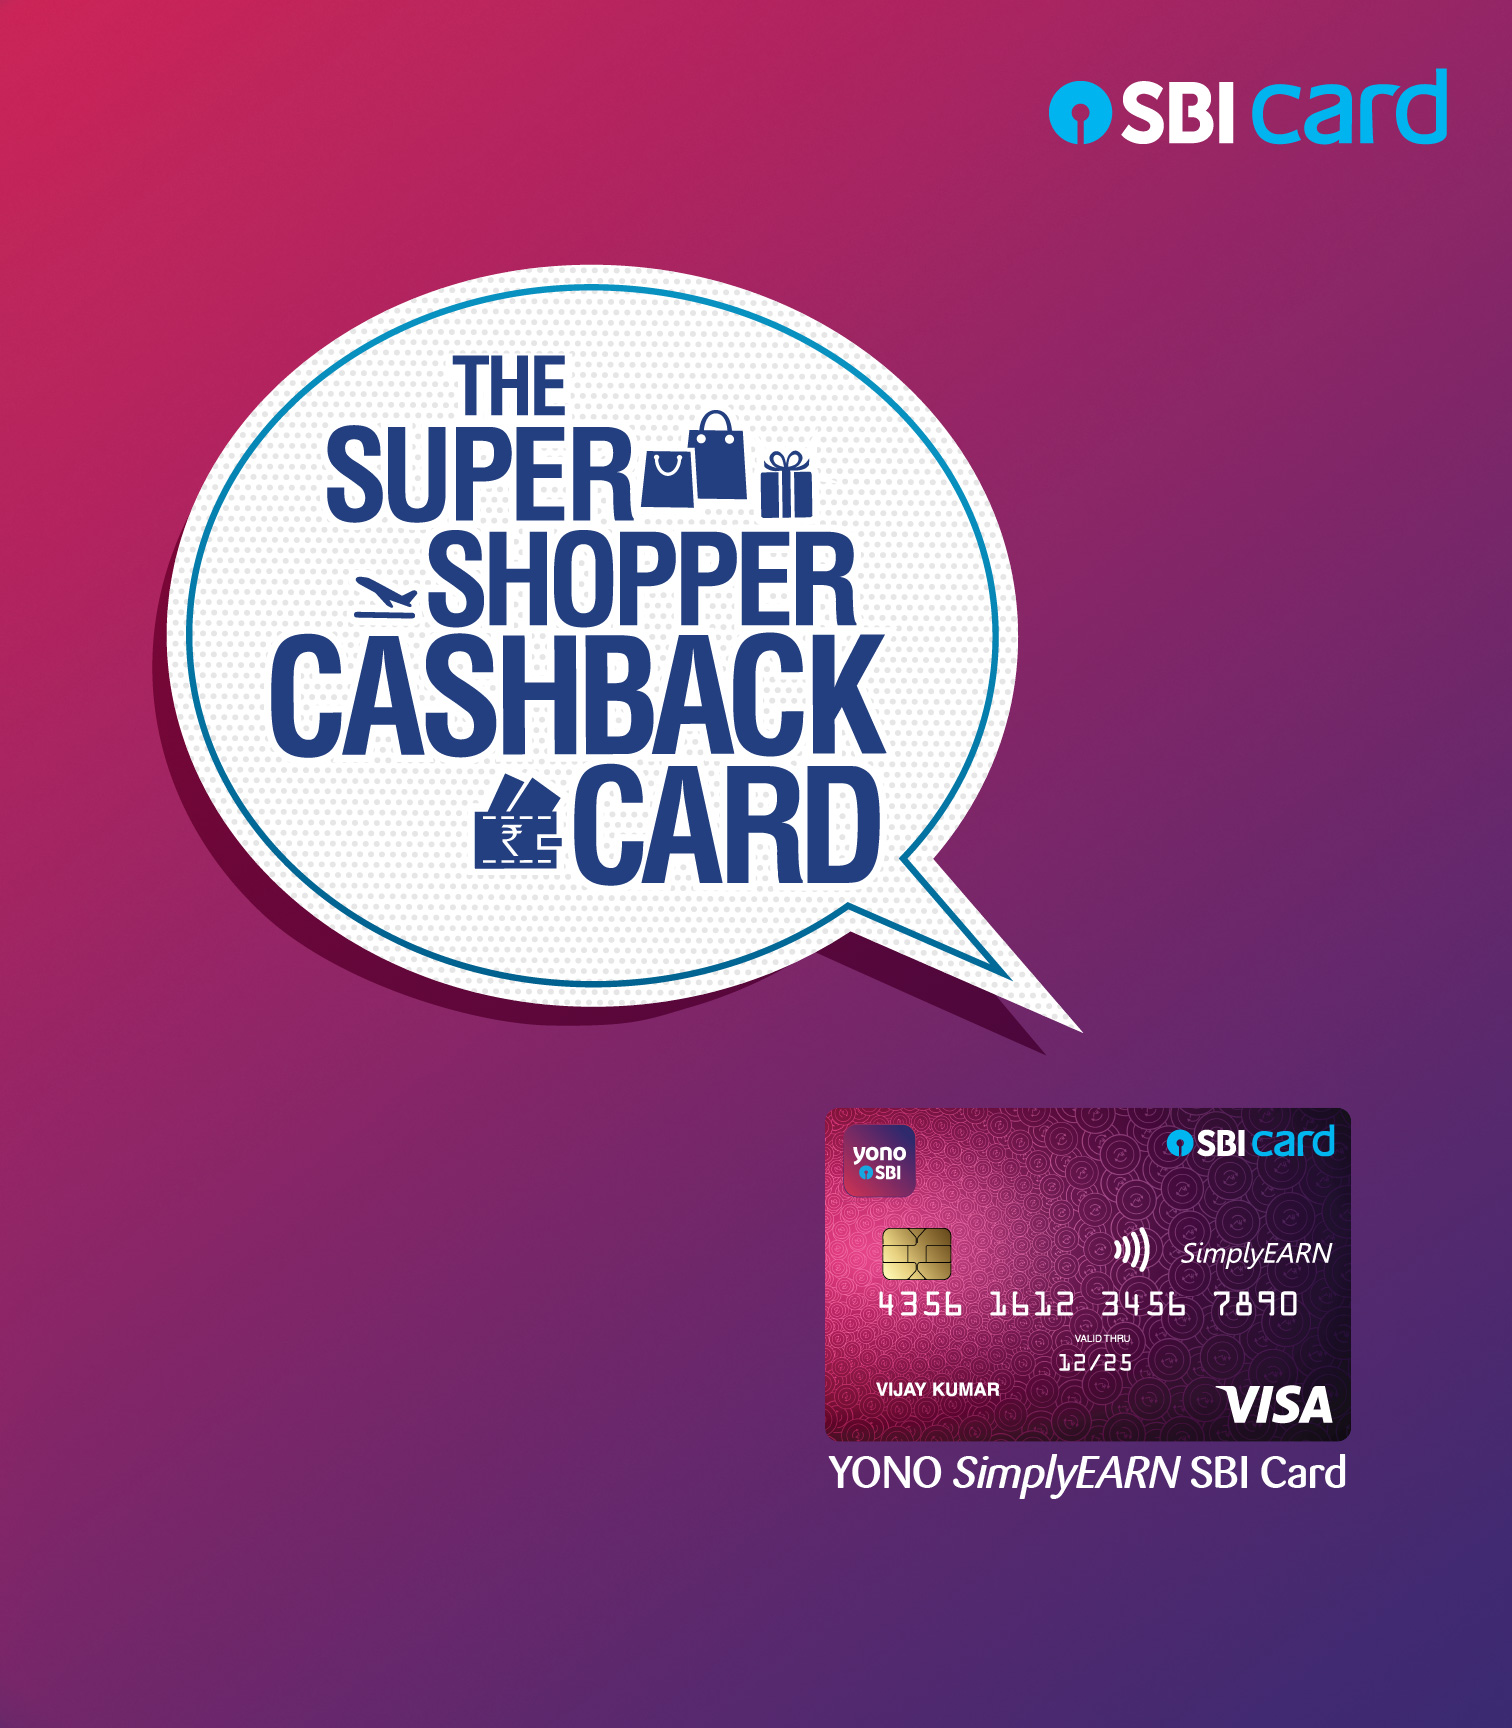 SBI card
THE
SUPER
SHOPPER
CASHBACK
₹
CARD
yono
SBI
SBI card
SimplyEARN
4356 1612 3456 7890
VALID THRU
12/25
VIJAY KUMAR
VISA
YONO SimplyEARN SBI Card